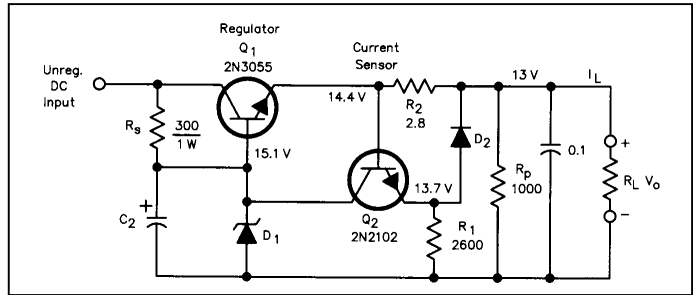 Regulator
Q1
2N3055
Current
Sensor
Unreg.
DC
Input
13 V
IL
14.4 V
R2
2.8
Rs
300
1 W
15.1 V
D2
0.1
+
C2
+
D1
13.7 V
Q2
2N2102
R1
2600
Rp
1000
RL Vo
−